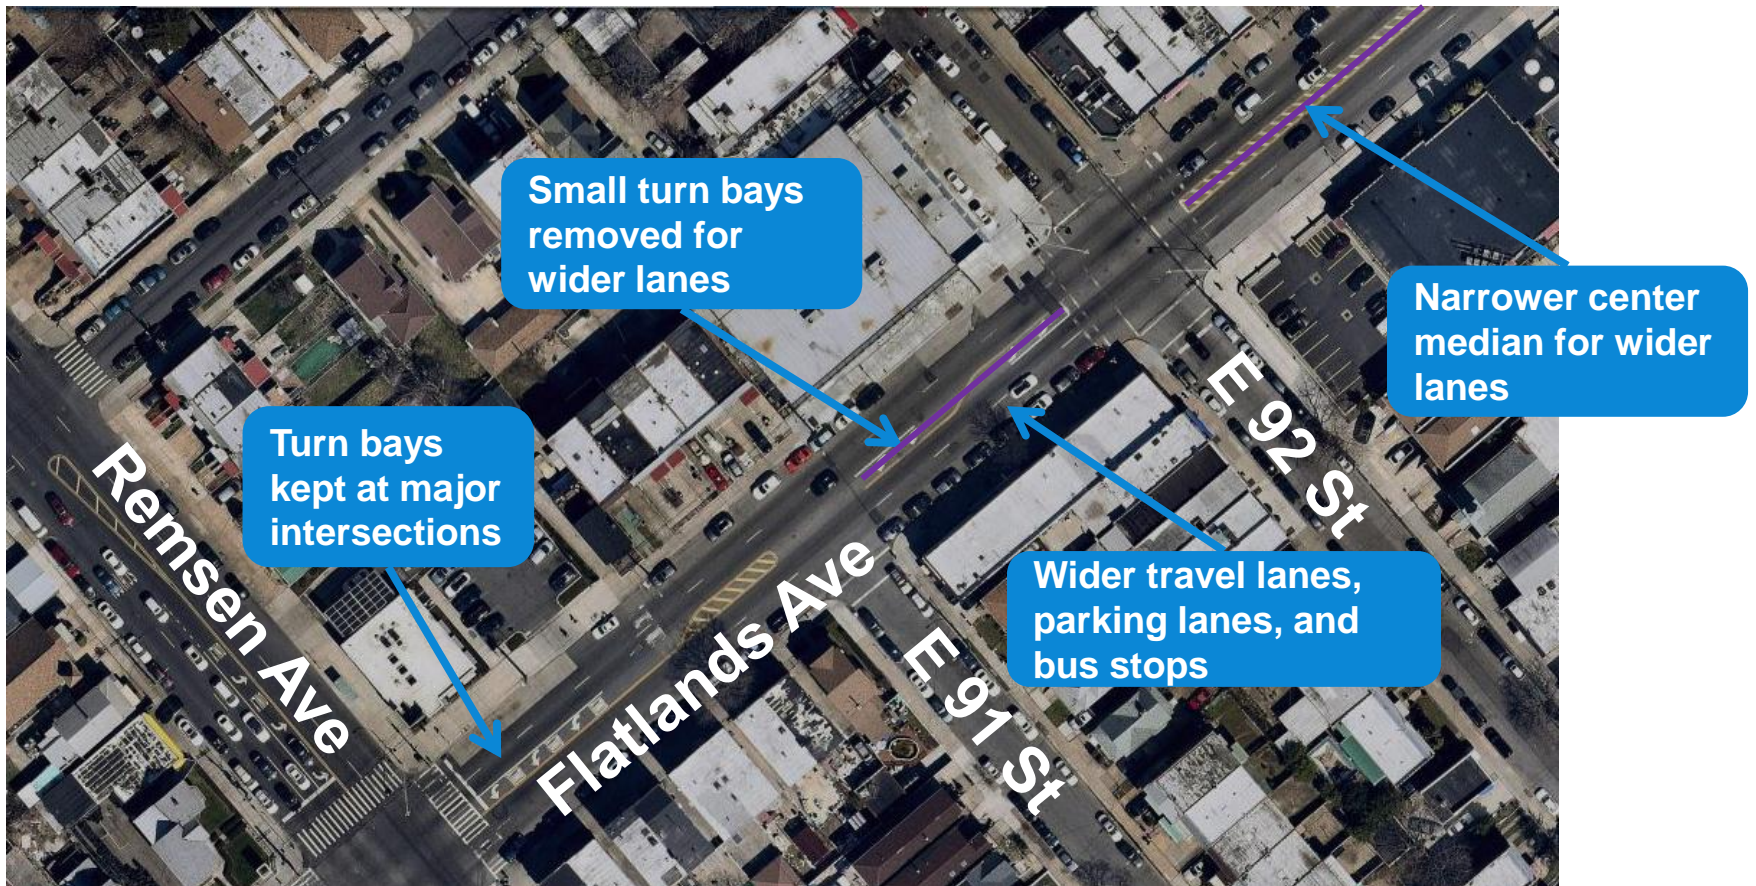 Small turn bays
removed for
wider lanes
Narrower center
median for wider
lanes
Turn bays
kept at major
intersections
Wider travel lanes,
parking lanes, and
bus stops
Remsen Ave
Flatlands Ave
E 91 St
E 92 St